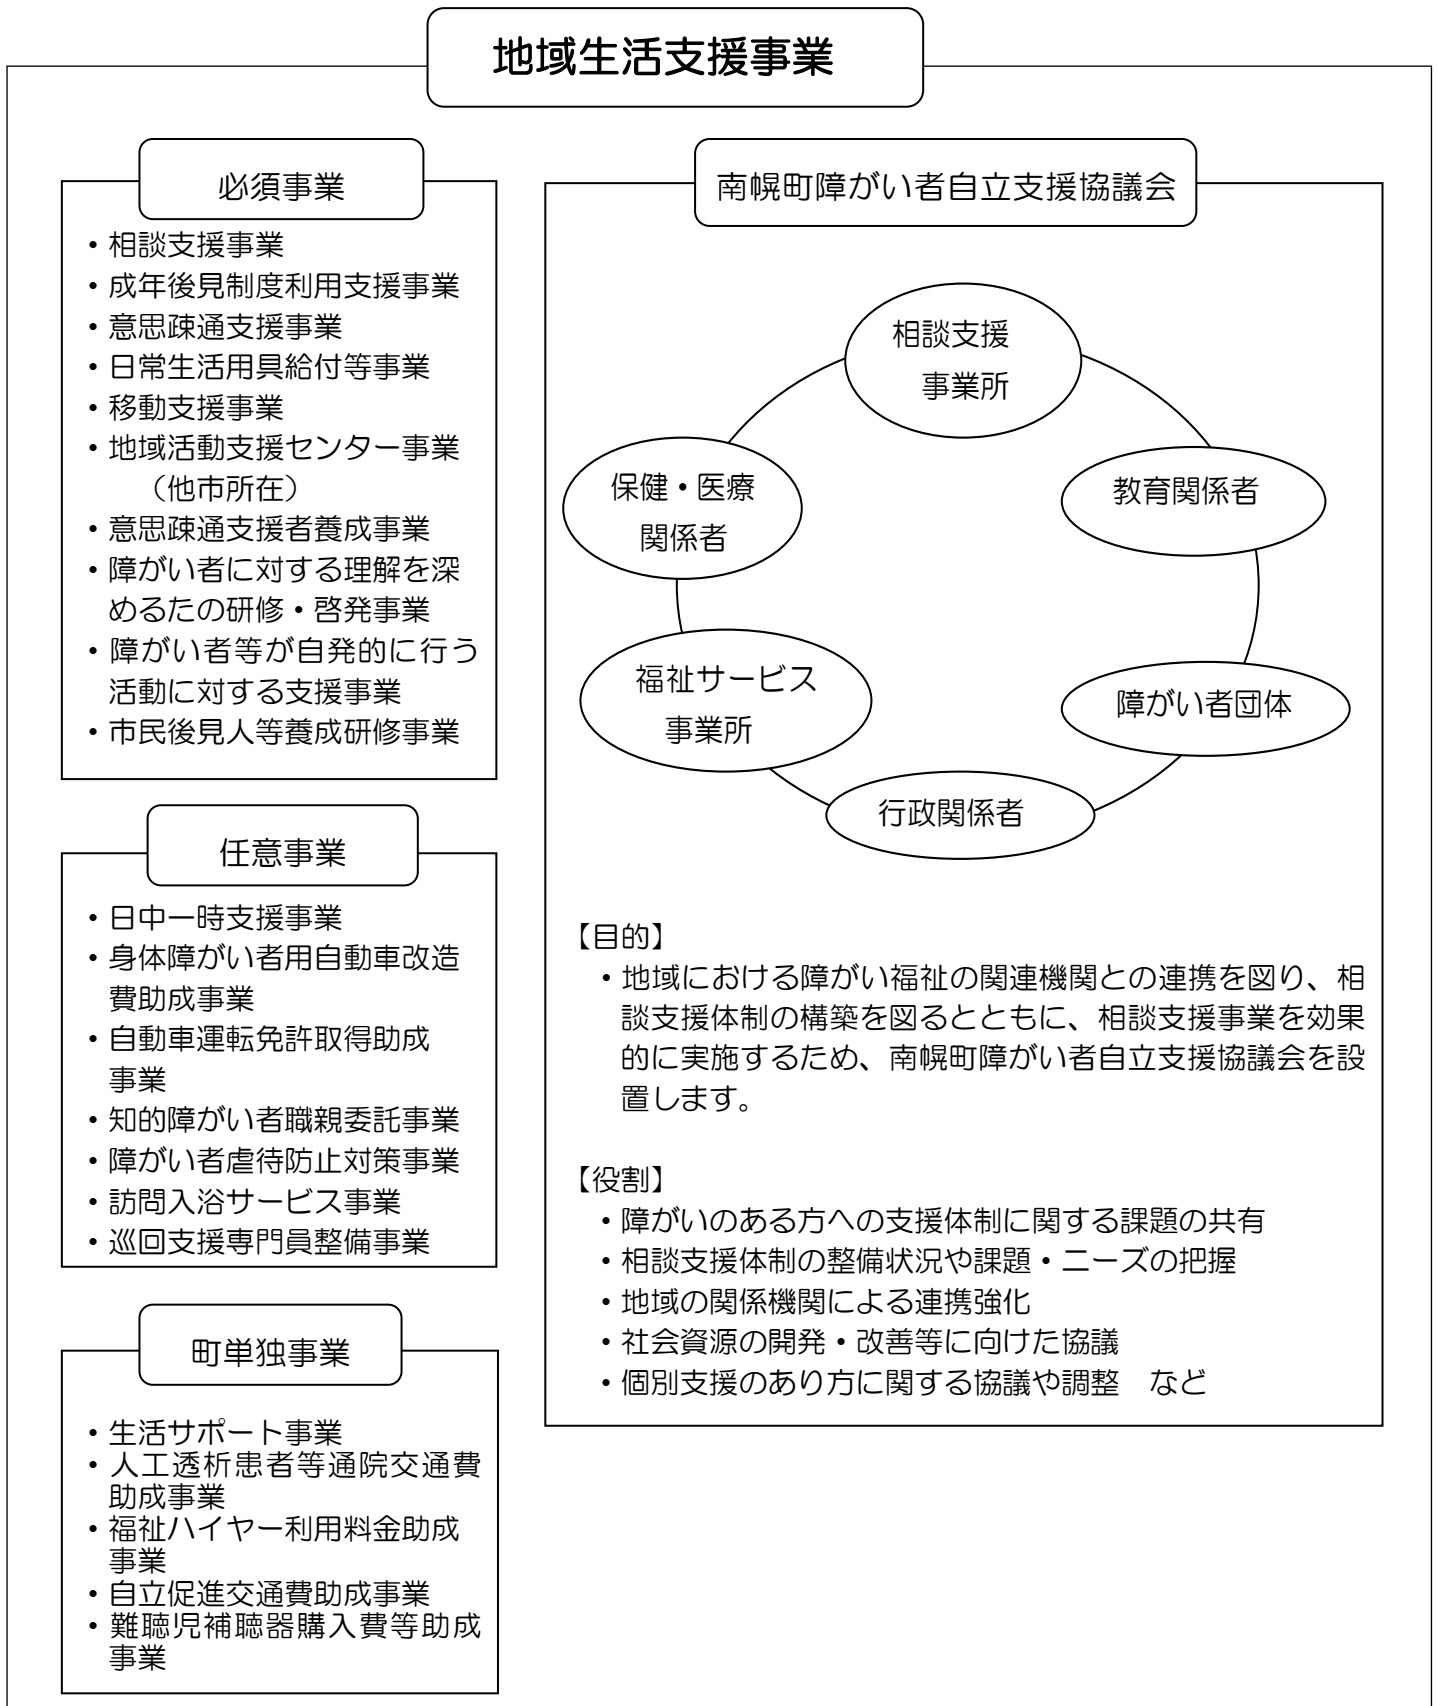 地域生活支援事業
必須事業
・相談支援事業
・成年後見制度利用支援事業
・意思疎通支援事業
・日常生活用具給付等事業
・移動支援事業
・地域活動支援センター事業
（他市所在）
・意思疎通支援者養成事業
・障がい者に対する理解を深
めるたの研修・啓発事業
・障がい者等が自発的に行う
活動に対する支援事業
・市民後見人等養成研修事業
任意事業
・日中一時支援事業
・身体障がい者用自動車改造
費助成事業
・自動車運転免許取得助成
事業
・知的障がい者職親委託事業
・障がい者虐待防止対策事業
・訪問入浴サービス事業
・巡回支援専門員整備事業
町単独事業
・生活サポート事業
・人工透析患者等通院交通費
助成事業
・福祉ハイヤー利用料金助成
事業
・自立促進交通費助成事業
・難聴児補聴器購入費等助成
事業
南幌町障がい者自立支援協議会
相談支援
事業所
保健・医療
関係者
教育関係者
福祉サービス
事業所
障がい者団体
行政関係者
【目的】
・地域における障がい福祉の関連機関との連携を図り、相
談支援体制の構築を図るとともに、相談支援事業を効果
的に実施するため、南幌町障がい者自立支援協議会を設
置します。
【役割】
・障がいのある方への支援体制に関する課題の共有
・相談支援体制の整備状況や課題・ニーズの把握
・地域の関係機関による連携強化
・社会資源の開発・改善等に向けた協議
・個別支援のあり方に関する協議や調整　など